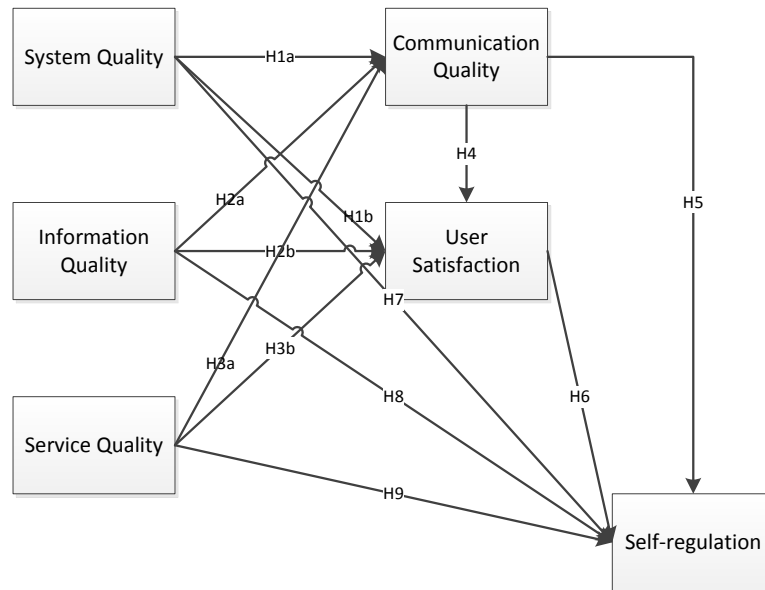 System Quality
H1a
Communication
Quality
H4
H2a
H1b
H5
Information
Quality
H2b
User
Satisfaction
H7
H3b
H3a
H8
H6
Service Quality
H9
Self-regulation